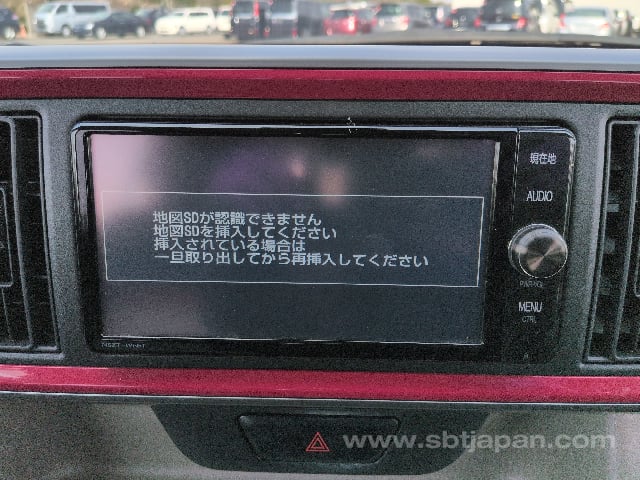 地図SDが認識できません
地図SDを挿入してください
挿入されている場合は
一旦取り出してから再挿入してください
現在地
AUDIO
PWR·VOL
MENU
CTRL
www.sbtjapan.com